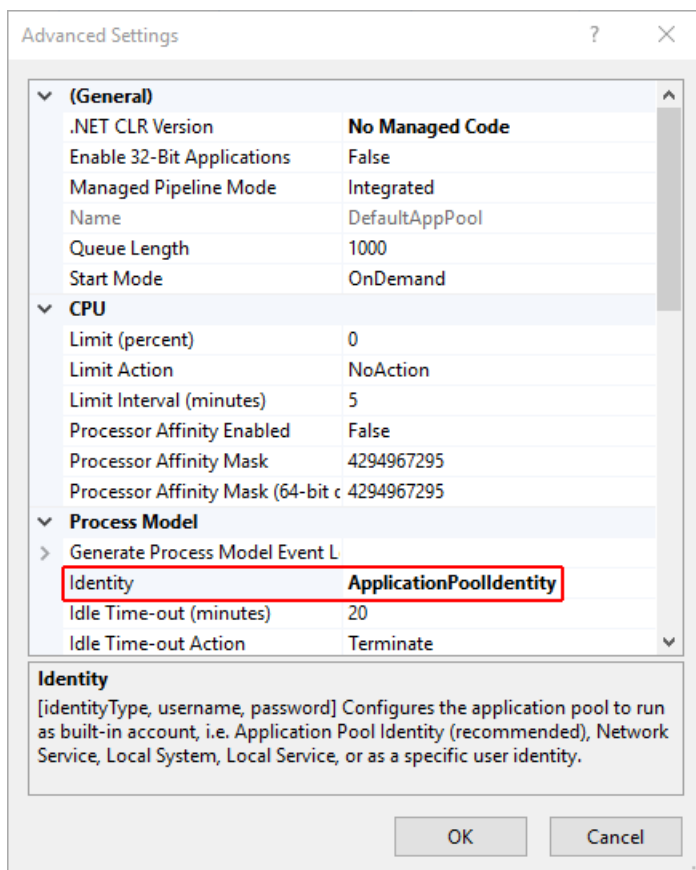 Advanced Settings ?
(General)
.NET CLR Version No Managed Code
Enable 32-Bit Applications False
Managed Pipeline Mode Integrated
Name DefaultAppPool
Queue Length 1000
Start Mode OnDemand
CPU
Limit (percent) 0
Limit Action NoAction
Limit Interval (minutes) 5
Processor Affinity Enabled False
Processor Affinity Mask 4294967295
Processor Affinity Mask (64-bit 4294967295
Process Model
Generate Process Model Event
Identity ApplicationPoolIdentity
Idle Time-out (minutes) 20
Idle Time-out Action Terminate
Identity
[identityType, username, password] Configures the application pool to run
as built-in account, i.e. Application Pool Identity (recommended), Network
Service, Local System, Local Service, or as a specific user identity.
OK Cancel